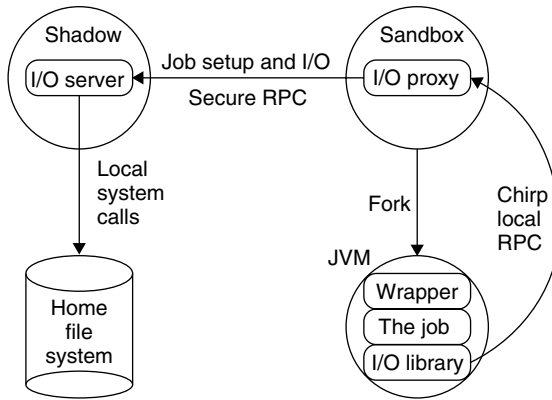 Shadow
Sandbox
I/O server
Job setup and I/O
Secure RPC
I/O proxy
Local
system
calls
Fork
Chirp
local
RPC
JVM
Home
file
system
Wrapper
The job
I/O library